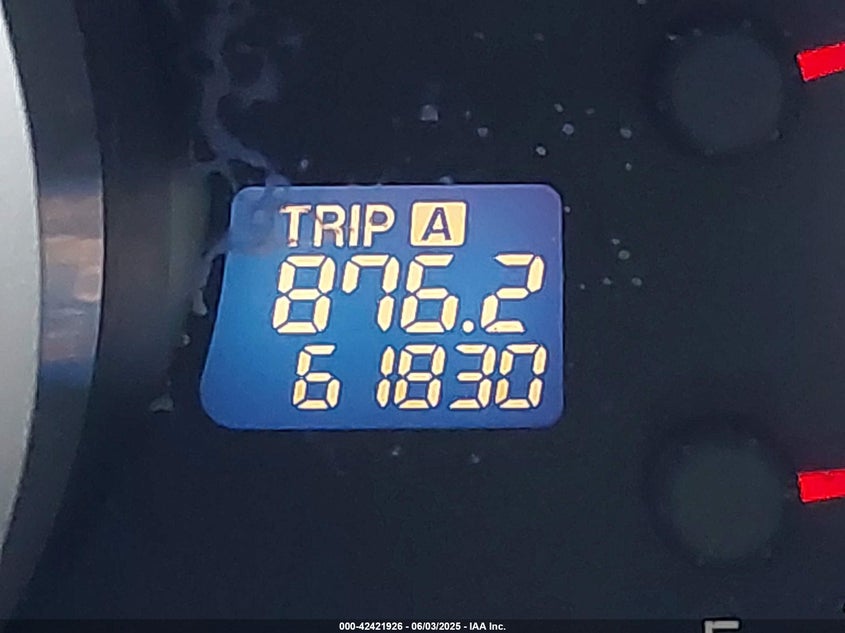 TRIP A
876.2
61830
000-42421926 - 06/03/2025 - IAA Inc.